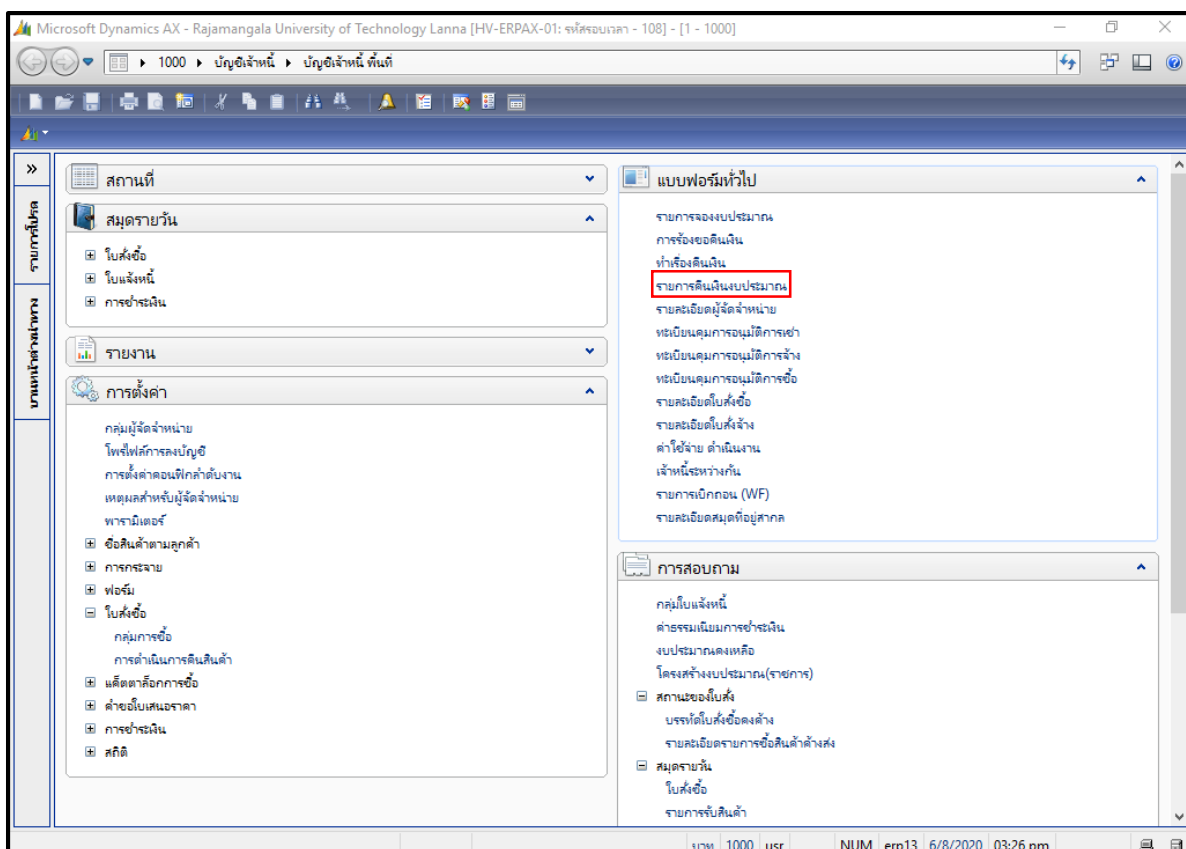 Microsoft Dynamics AX - Rajamangala University of Technology Lanna [HV-ERPAX-01: รหัสรอบเวลา - 108] - [1 - 1000]
1000 บัญชีเจ้าหนี้ บัญชีเจ้าหนี้ พื้นที่
รายการโปรด
บานหน้าต่างนำทาง
สถานที่
สมุดรายวัน
ใบสั่งซื้อ
ใบแจ้งหนี้
การชำระเงิน
รายงาน
การตั้งค่า
กลุ่มผู้จัดจำหน่าย
โพรไฟล์การลงบัญชี
การตั้งค่าคอนฟิกลำดับงาน
เหตุผลสำหรับผู้จัดจำหน่าย
พารามิเตอร์
ชื่อสินค้าตามลูกค้า
การกระจาย
ฟอร์ม
ใบสั่งซื้อ
กลุ่มการซื้อ
การดำเนินการคืนสินค้า
แค็ตตาล็อกการซื้อ
คำขอใบเสนอราคา
การชำระเงิน
สถิติ
แบบฟอร์มทั่วไป
รายการจองงบประมาณ
การร้องขอคืนเงิน
ทำเรื่องคืนเงิน
รายการคืนเงินงบประมาณ
รายละเอียดผู้จัดจำหน่าย
ทะเบียนคุมการอนุมัติการเช่า
ทะเบียนคุมการอนุมัติการจ้าง
ทะเบียนคุมการอนุมัติการซื้อ
รายละเอียดใบสั่งซื้อ
รายละเอียดใบสั่งจ้าง
ค่าใช้จ่าย ดำเนินงาน
เจ้าหนี้ระหว่างกัน
รายการเบิกถอน (WF)
รายละเอียดสมุดที่อยู่สากล
การสอบถาม
กลุ่มใบแจ้งหนี้
ค่าธรรมเนียมการชำระเงิน
งบประมาณคงเหลือ
โครงสร้างงบประมาณ(ราชการ)
สถานะของใบสั่ง
บรรทัดใบสั่งซื้อคงค้าง
รายละเอียดรายการซื้อสินค้าค้างส่ง
สมุดรายวัน
ใบสั่งซื้อ
รายการรับสินค้า
บาท 1000 usr NUM erp13 6/8/2020 03:26 pm